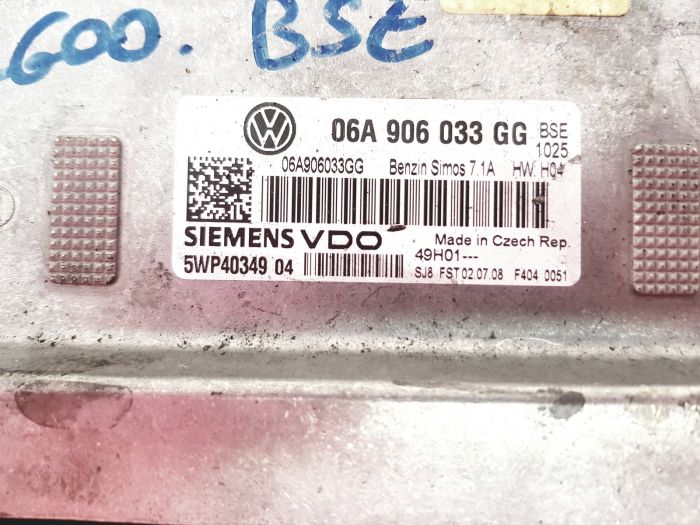 1.600. BSE
06A 906 033 GG BSE
1025
06A906033GG Benzin Simos 7.1A HW: H04
SIEMENS VDO Made in Czech Rep.
5WP40349 04 49H01---
SJ8 FST 02.07.08 F404 0051